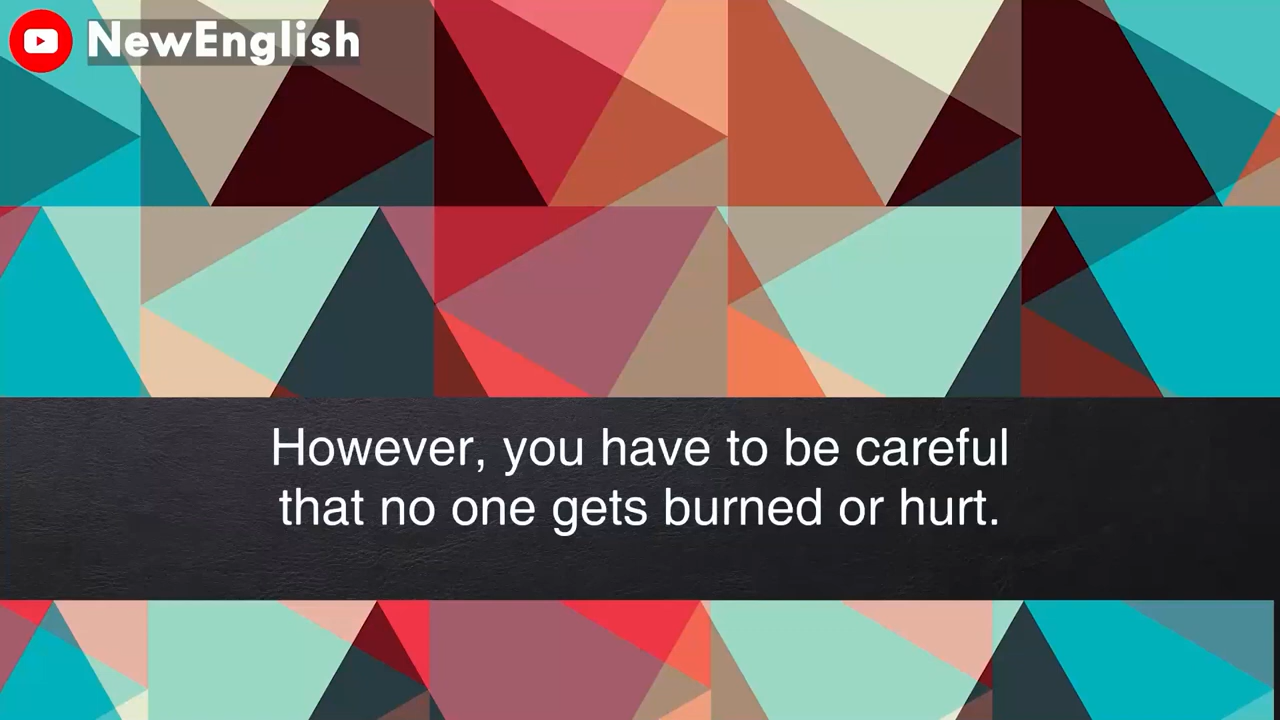 NewEnglish
However, you have to be careful
that no one gets burned or hurt.